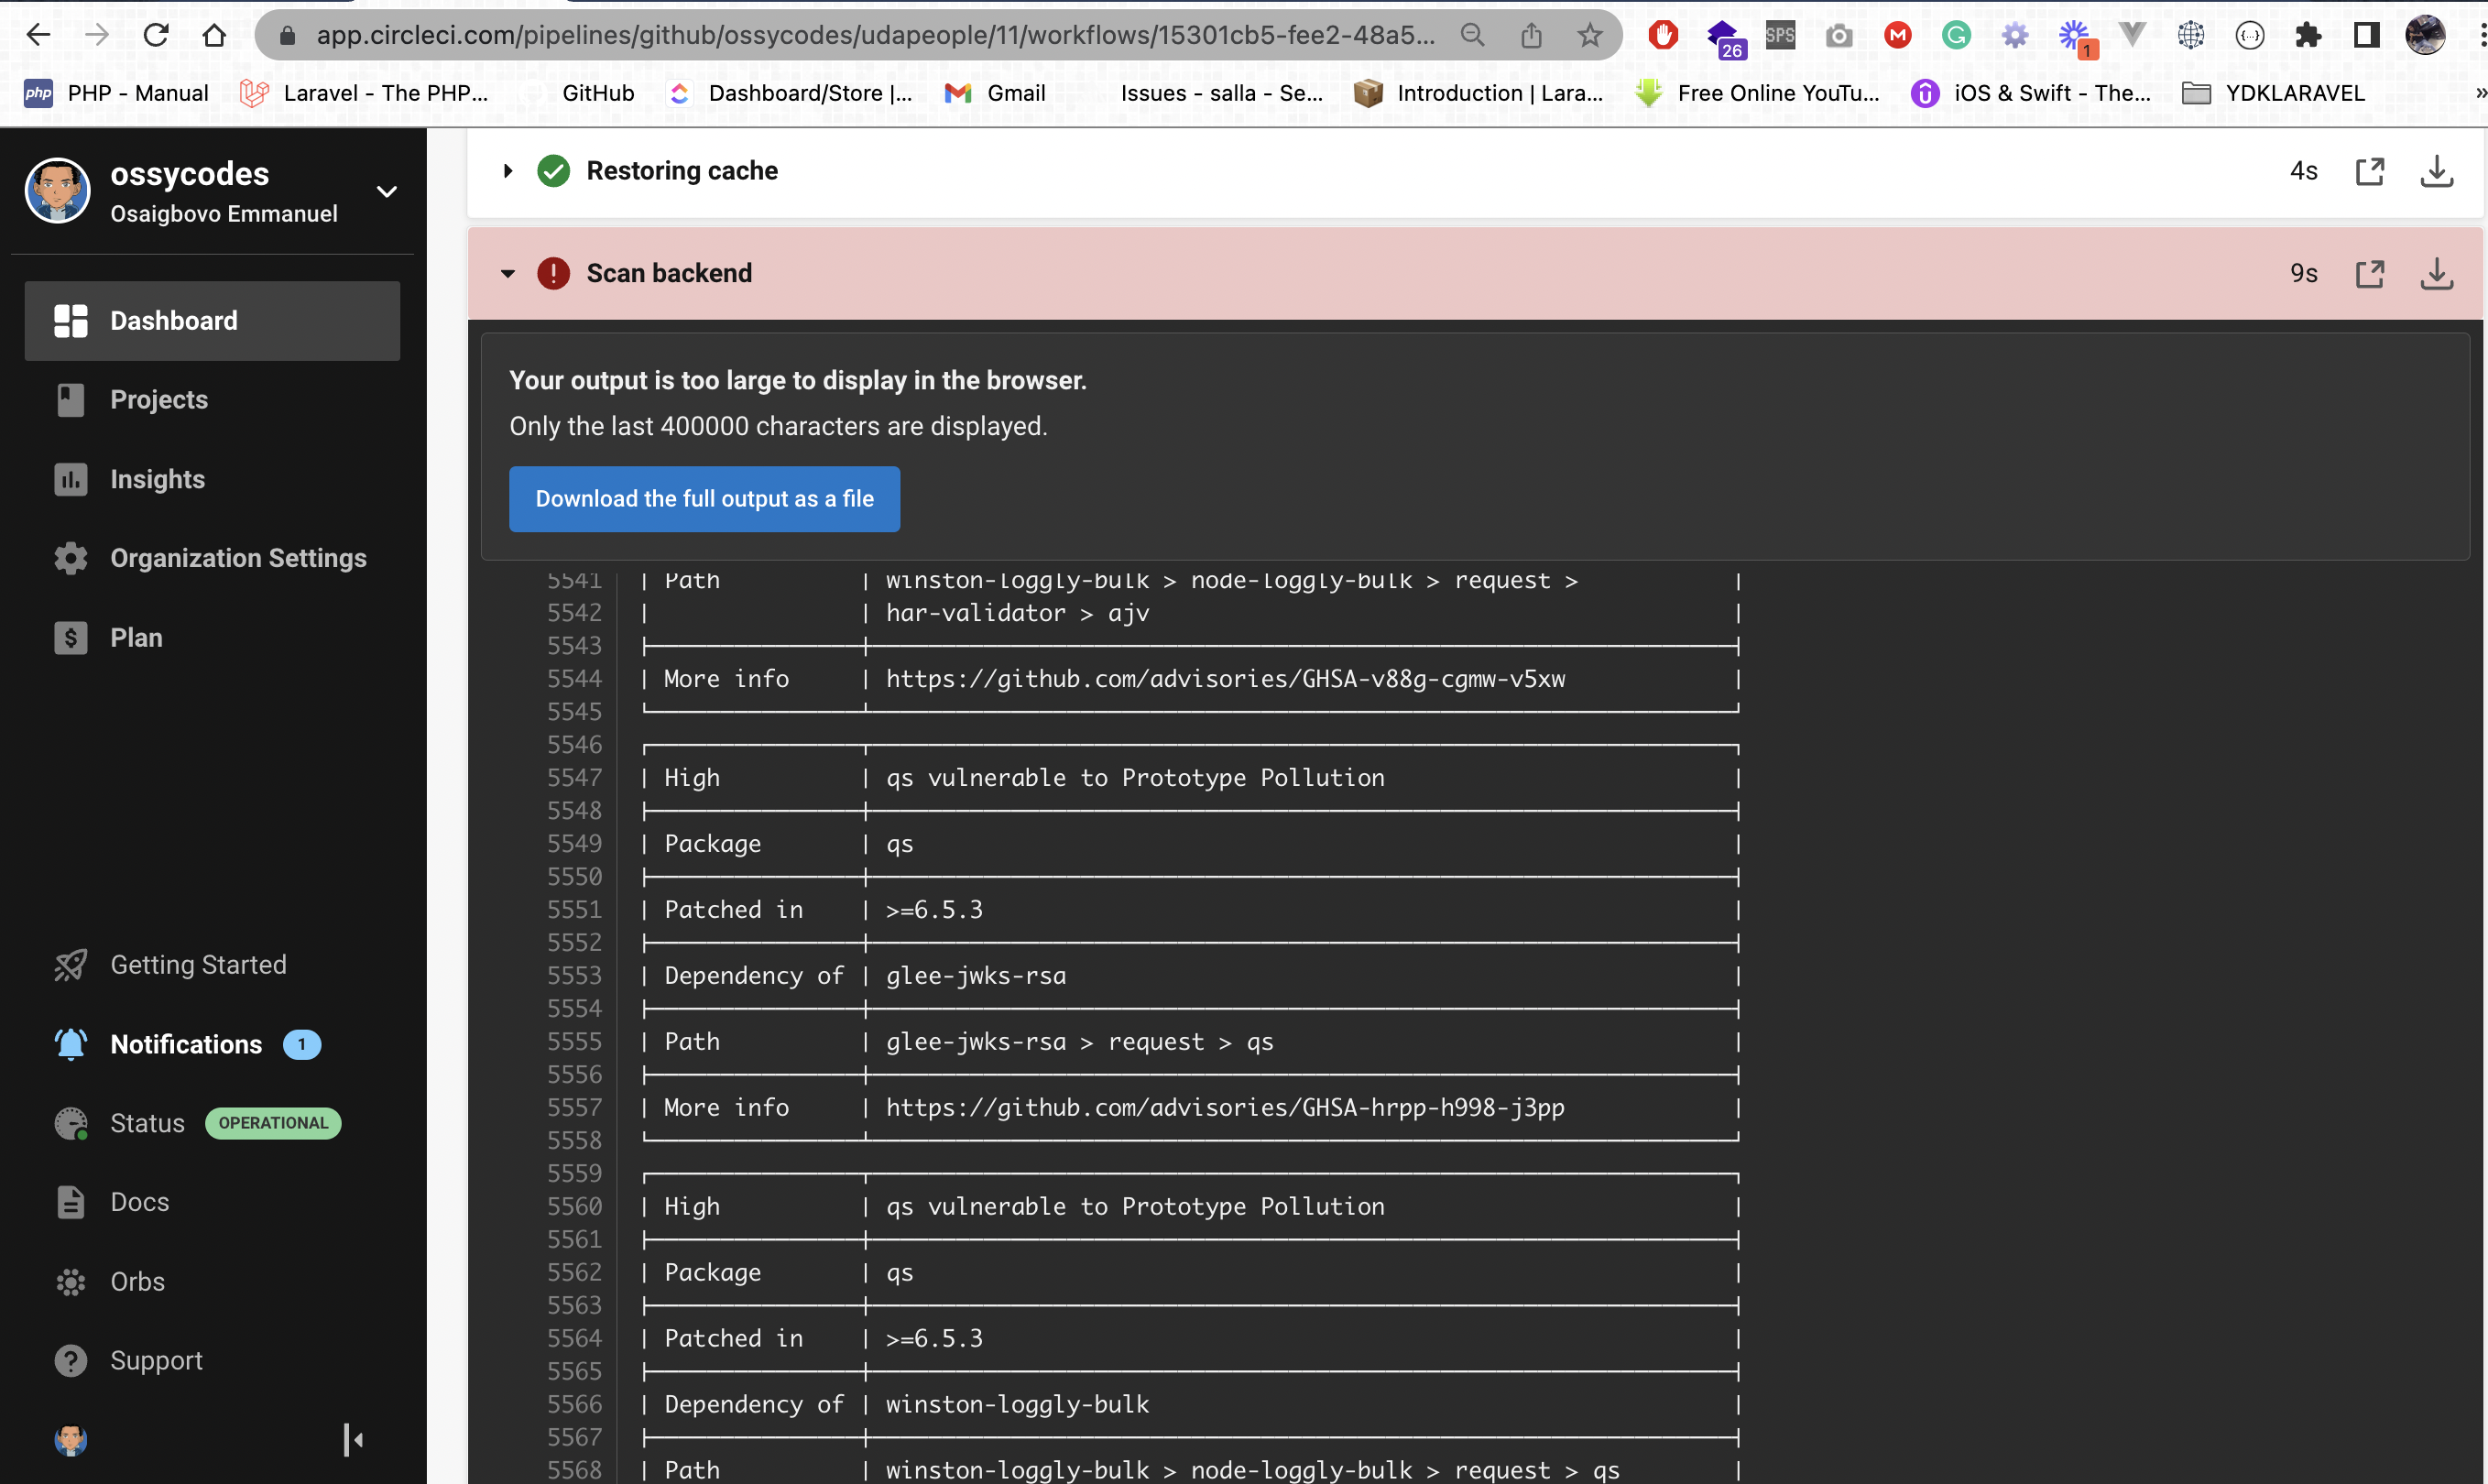 app.circleci.com/pipelines/github/ossycodes/udapeople/11/workflows/15301cb5-fee2-48a5...
26
SPS
M
G
{...}
1
php PHP - Manual
Laravel - The PHP...
GitHub
Dashboard/Store |...
Gmail
Issues - salla - Se...
Introduction | Lara...
Free Online YouTu...
iOS & Swift - The...
YDKLARAVEL
»
ossycodes
Osaigbovo Emmanuel
Dashboard
Projects
Insights
Organization Settings
Plan
Getting Started
Notifications 1
Status OPERATIONAL
Docs
Orbs
Support
Restoring cache 4s
Scan backend 9s
Your output is too large to display in the browser.
Only the last 400000 characters are displayed.
Download the full output as a file
5541 | Path | winston-loggly-bulk > node-loggly-bulk > request > |
5542 | | har-validator > ajv |
5543
5544 | More info | https://github.com/advisories/GHSA-v88g-cgmw-v5xw |
5545
5546
5547 | High | qs vulnerable to Prototype Pollution |
5548
5549 | Package | qs |
5550
5551 | Patched in | >=6.5.3 |
5552
5553 | Dependency of | glee-jwks-rsa |
5554
5555 | Path | glee-jwks-rsa > request > qs |
5556
5557 | More info | https://github.com/advisories/GHSA-hrpp-h998-j3pp |
5558
5559
5560 | High | qs vulnerable to Prototype Pollution |
5561
5562 | Package | qs |
5563
5564 | Patched in | >=6.5.3 |
5565
5566 | Dependency of | winston-loggly-bulk |
5567
5568 | Path | winston-loggly-bulk > node-loggly-bulk > request > qs |